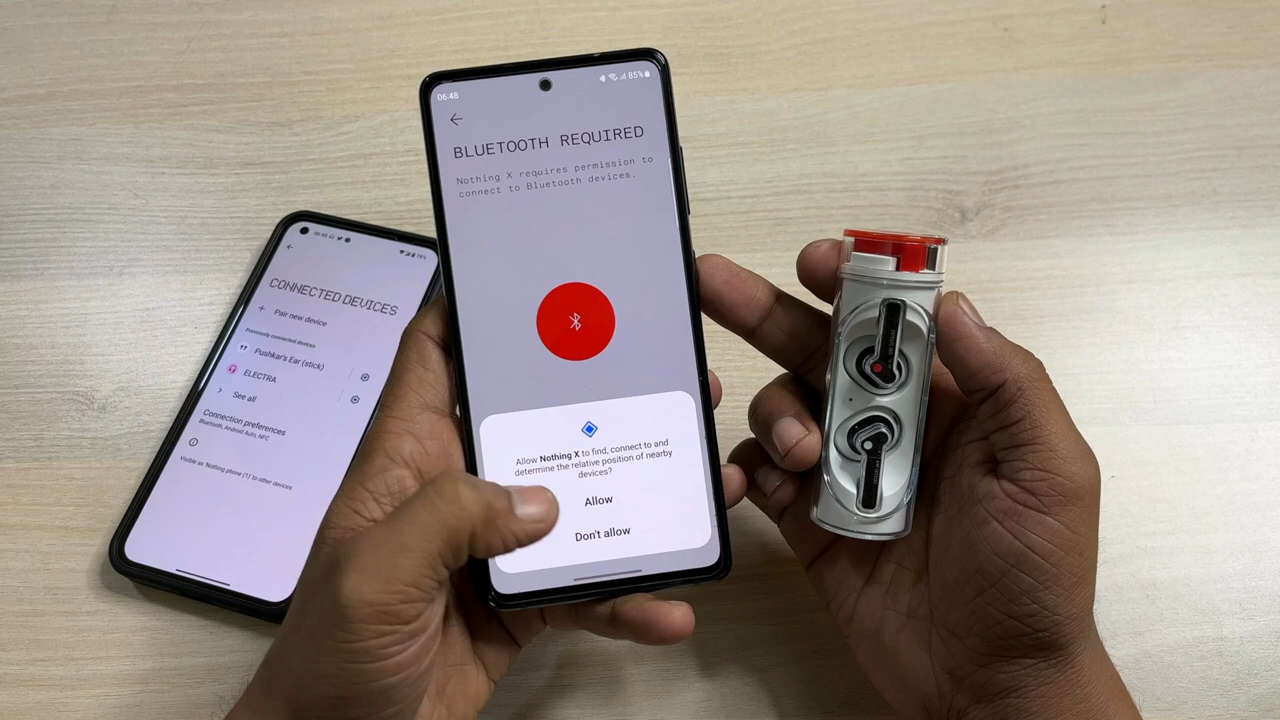 06:48
85%
BLUETOOTH REQUIRED
Nothing X requires permission to
connect to Bluetooth devices.
Allow Nothing X to find, connect to and
determine the relative position of nearby
devices?
Allow
Don't allow
06:48
78%
CONNECTED DEVICES
+ Pair new device
Previously connected devices
Pushkar's Ear (stick)
ELECTRA
See all
Connection preferences
Bluetooth, Android Auto, NFC
Visible as 'Nothing phone (1)' to other devices